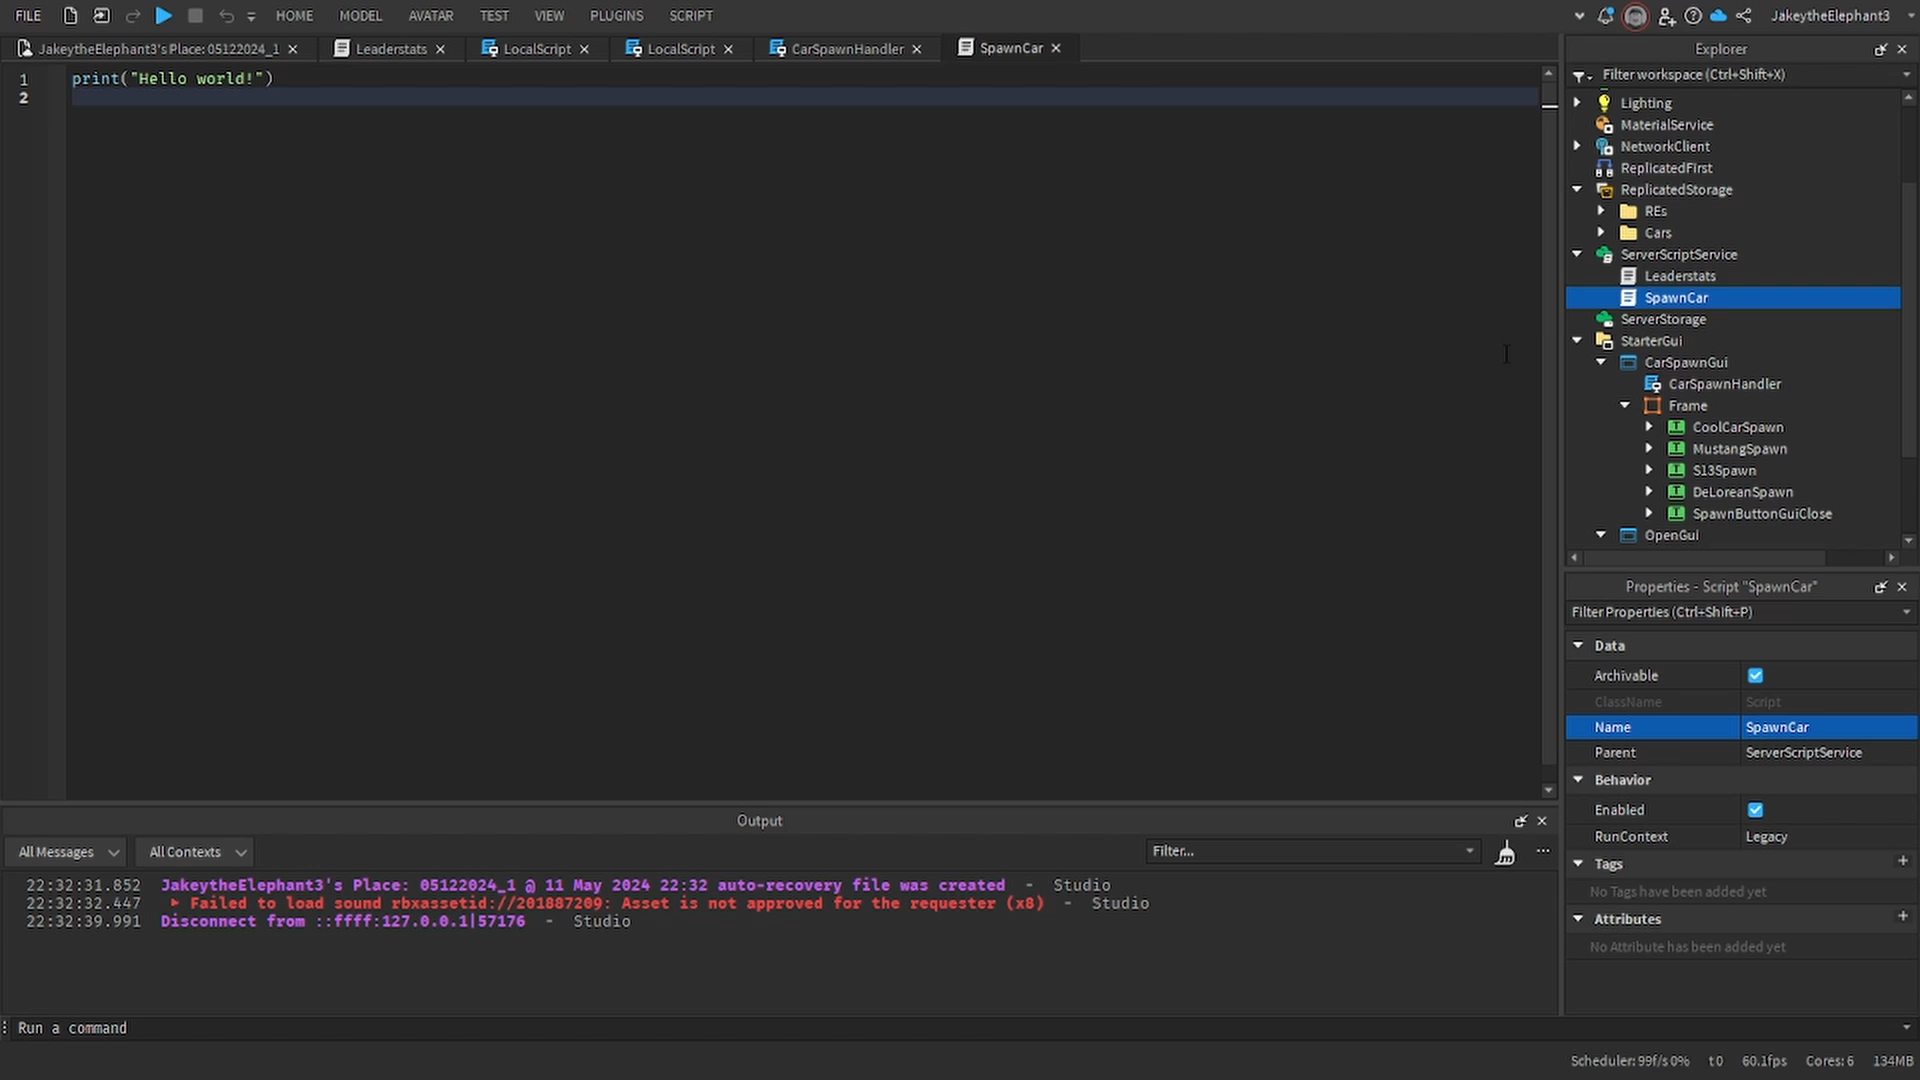 FILE HOME MODEL AVATAR TEST VIEW PLUGINS SCRIPT JakeytheElephant3
JakeytheElephant3's Place: 05122024_1 Leaderstats LocalScript LocalScript CarSpawnHandler SpawnCar
1 print("Hello world!")
2
Explorer
Filter workspace (Ctrl+Shift+X)
Lighting
MaterialService
NetworkClient
ReplicatedFirst
ReplicatedStorage
REs
Cars
ServerScriptService
Leaderstats
SpawnCar
ServerStorage
StarterGui
CarSpawnGui
CarSpawnHandler
Frame
CoolCarSpawn
MustangSpawn
S13Spawn
DeLoreanSpawn
SpawnButtonGuiClose
OpenGui
Properties - Script "SpawnCar"
Filter Properties (Ctrl+Shift+P)
Data
Archivable
ClassName Script
Name SpawnCar
Parent ServerScriptService
Behavior
Enabled
RunContext Legacy
Tags
No Tags have been added yet
Attributes
No Attribute has been added yet
Output
All Messages All Contexts Filter...
22:32:31.852 JakeytheElephant3's Place: 05122024_1 @ 11 May 2024 22:32 auto-recovery file was created - Studio
22:32:32.447 Failed to load sound rbxassetid://201887209: Asset is not approved for the requester (x8) - Studio
22:32:39.991 Disconnect from ::ffff:127.0.0.1|57176 - Studio
Run a command
Scheduler: 99f/s 0% t0 60.1fps Cores: 6 134MB